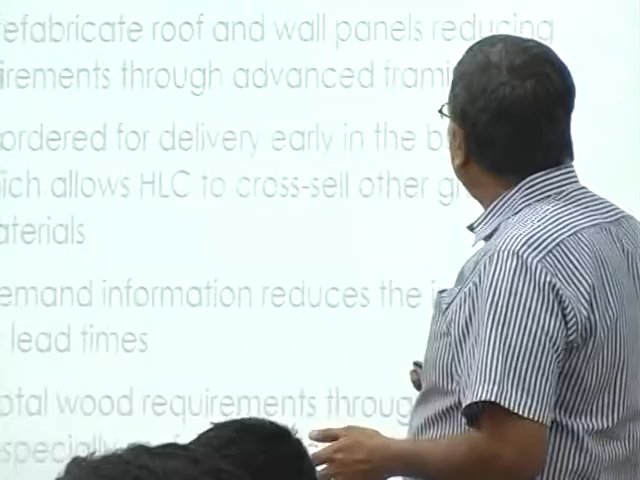 efabricate roof and wall panels reducing
irements through advanced frami
ordered for delivery early in the b
ich allows HLC to cross-sell other g
aterials
emand information reduces the i
lead times
otal wood requirements throug
especially